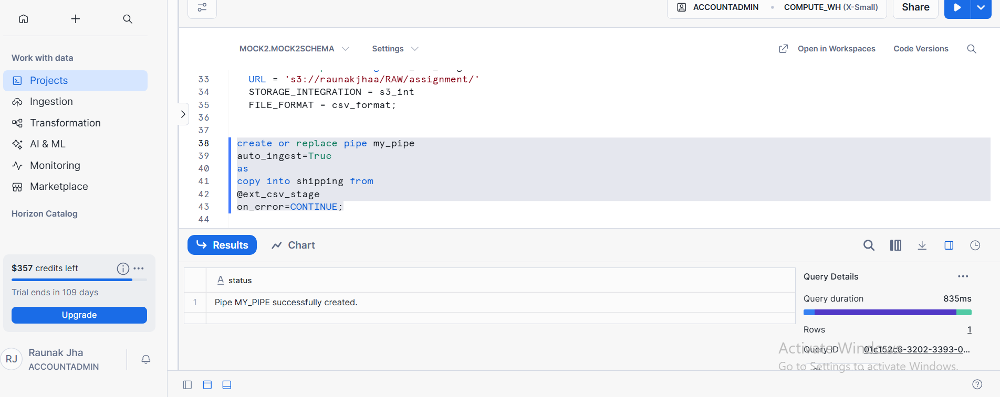 ACCOUNTADMIN • COMPUTE_WH (X-Small)
Share
Work with data
Projects
Ingestion
Transformation
AI & ML
Monitoring
Marketplace
Horizon Catalog
$357 credits left
Trial ends in 109 days
Upgrade
RJ
Raunak Jha
ACCOUNTADMIN
MOCK2.MOCK2SCHEMA
Settings
Open in Workspaces
Code Versions
33 URL = 's3://raunakjhaa/RAW/assignment/'
34 STORAGE_INTEGRATION = s3_int
35 FILE_FORMAT = csv_format;
36
37
38 create or replace pipe my_pipe
39 auto_ingest=True
40 as
41 copy into shipping from
42 @ext_csv_stage
43 on_error=CONTINUE;
44
Results
Chart
A status
1 Pipe MY_PIPE successfully created.
Query Details
Query duration 835ms
Rows 1
Query ID 01c152c6-3202-3393-0...
Activate Windows
Go to Settings to activate Windows.